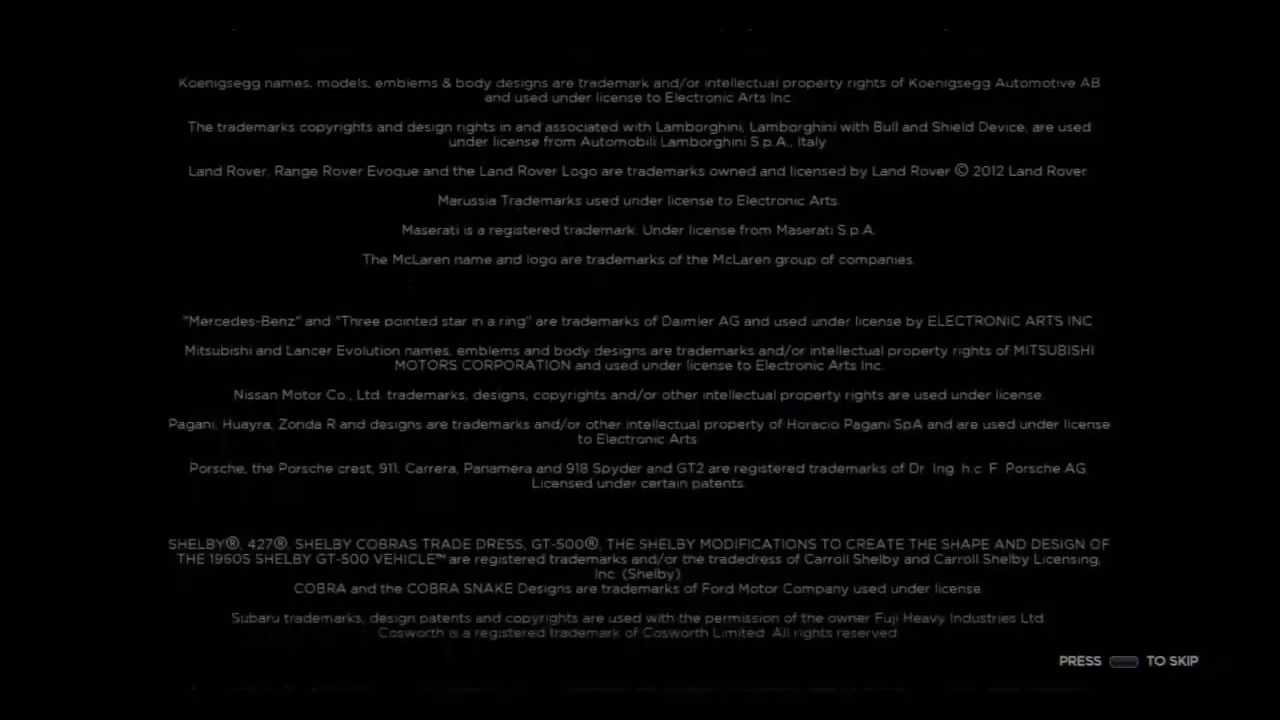 Koenigsegg names, models, emblems & body designs are trademark and/or intellectual property rights of Koenigsegg Automotive AB
and used under license to Electronic Arts Inc.
The trademarks copyrights and design rights in and associated with Lamborghini, Lamborghini with Bull and Shield Device, are used
under license from Automobili Lamborghini S.p.A., Italy
Land Rover, Range Rover Evoque and the Land Rover Logo are trademarks owned and licensed by Land Rover © 2012 Land Rover
Marussia Trademarks used under license to Electronic Arts.
Maserati is a registered trademark. Under license from Maserati S.p.A.
The McLaren name and logo are trademarks of the McLaren group of companies.
"Mercedes-Benz" and "Three pointed star in a ring" are trademarks of Daimler AG and used under license by ELECTRONIC ARTS INC
Mitsubishi and Lancer Evolution names, emblems and body designs are trademarks and/or intellectual property rights of MITSUBISHI
MOTORS CORPORATION and used under license to Electronic Arts Inc.
Nissan Motor Co., Ltd. trademarks, designs, copyrights and/or other intellectual property rights are used under license
Pagani, Huayra, Zonda R and designs are trademarks and/or other intellectual property of Horacio Pagani SpA and are used under license
to Electronic Arts.
Porsche, the Porsche crest, 911, Carrera, Panamera and 918 Spyder and GT2 are registered trademarks of Dr. Ing. h.c. F. Porsche AG.
Licensed under certain patents.
SHELBY®, 427®, SHELBY COBRAS TRADE DRESS, GT-500®, THE SHELBY MODIFICATIONS TO CREATE THE SHAPE AND DESIGN OF
THE 1960S SHELBY GT-500 VEHICLE™ are registered trademarks and/or the tradedress of Carroll Shelby and Carroll Shelby Licensing,
Inc. (Shelby)
COBRA and the COBRA SNAKE Designs are trademarks of Ford Motor Company used under license.
Subaru trademarks, design patents and copyrights are used with the permission of the owner Fuji Heavy Industries Ltd.
Cosworth is a registered trademark of Cosworth Limited. All rights reserved.
PRESS TO SKIP